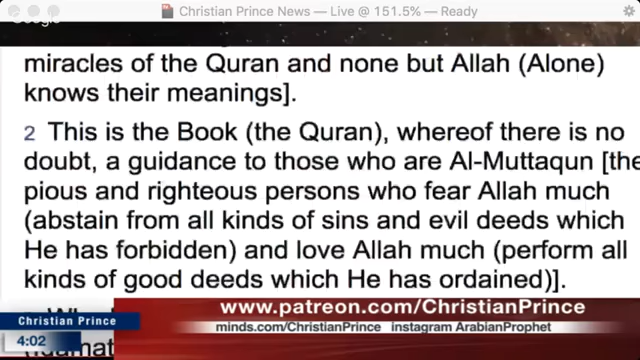 Christian Prince News — Live @ 151.5% — Ready
Google
miracles of the Quran and none but Allah (Alone)
knows their meanings].
2 This is the Book (the Quran), whereof there is no
doubt, a guidance to those who are Al-Muttaqun [the
pious and righteous persons who fear Allah much
(abstain from all kinds of sins and evil deeds which
He has forbidden) and love Allah much (perform all
kinds of good deeds which He has ordained)].
www.patreon.com/ChristianPrince
Christian Prince
minds.com/ChristianPrince instagram ArabianProphet
4:02